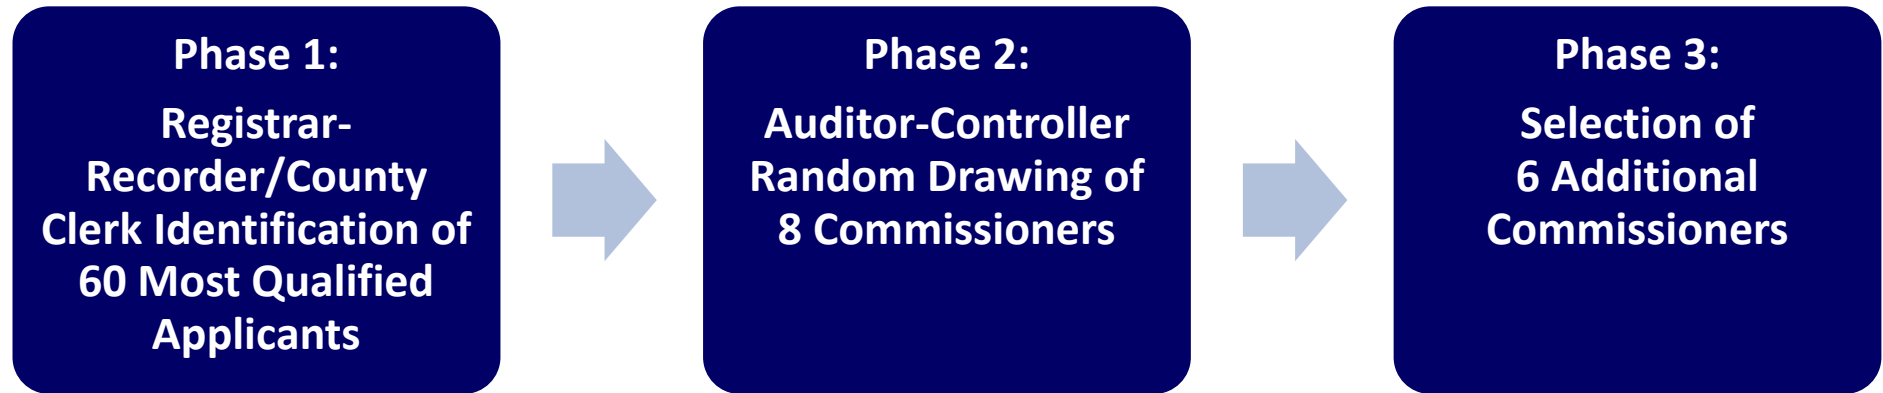 Phase 1:
Registrar-
Recorder/County
Clerk Identification of
60 Most Qualified
Applicants
Phase 2:
Auditor-Controller
Random Drawing of
8 Commissioners
Phase 3:
Selection of
6 Additional
Commissioners